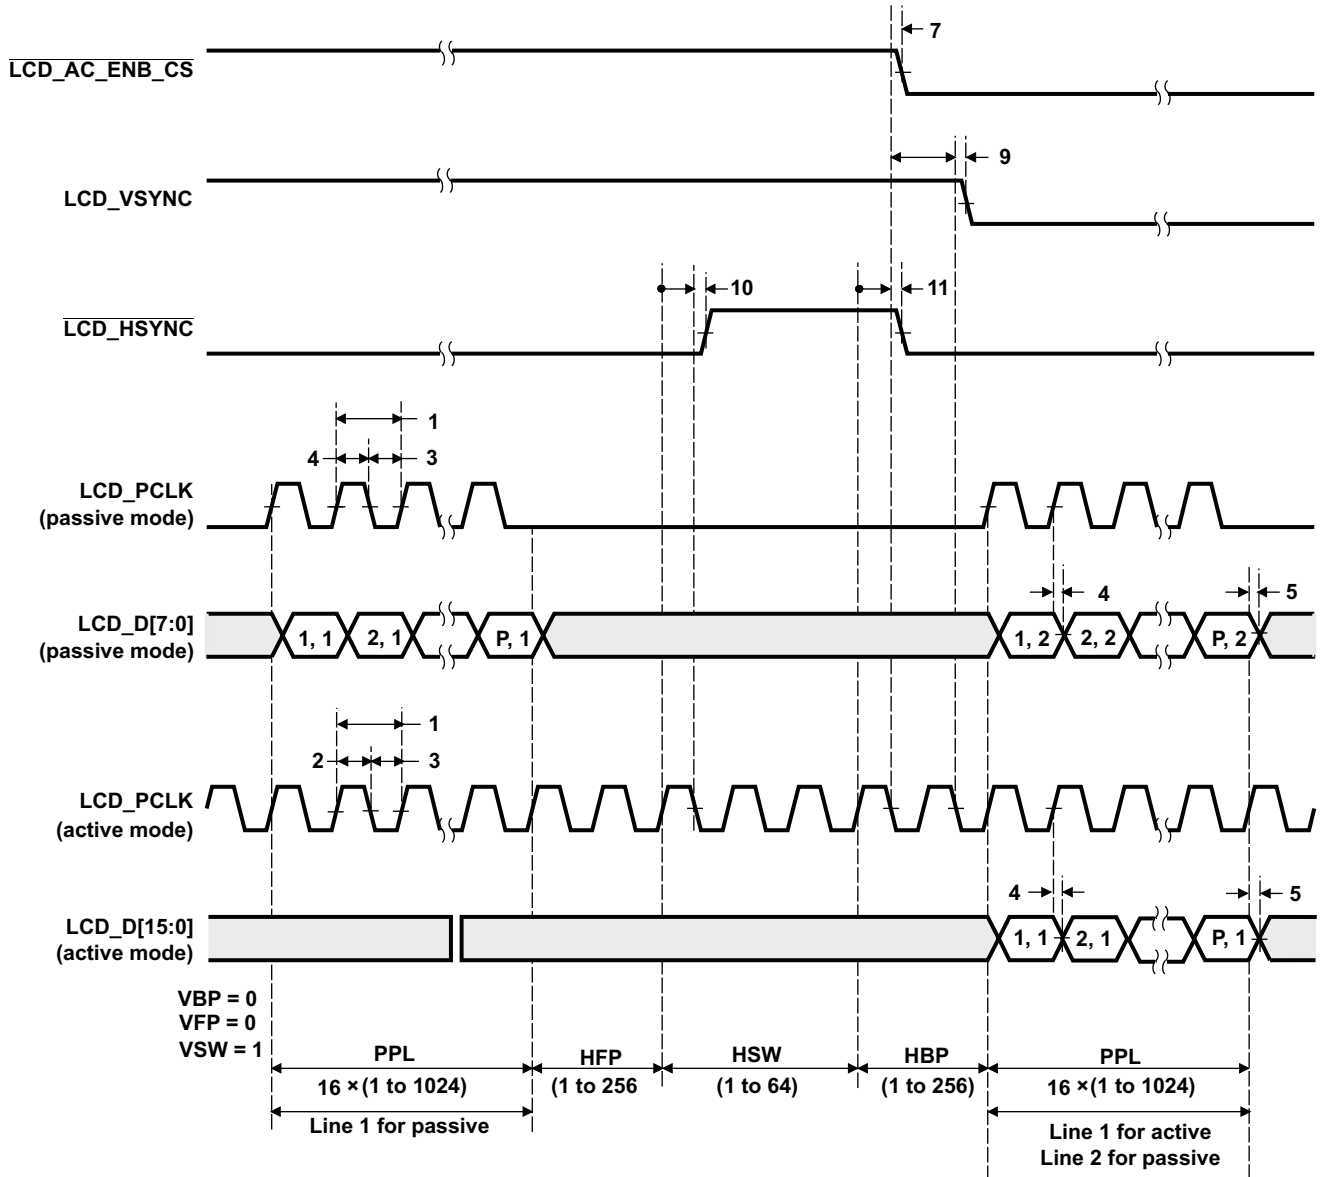 7
LCD_AC_ENB_CS
9
LCD_VSYNC
10
11
LCD_HSYNC
1
4
3
LCD_PCLK
(passive mode)
4
5
LCD_D[7:0]
(passive mode)
1, 1
2, 1
P, 1
1, 2
2, 2
P, 2
1
2
3
LCD_PCLK
(active mode)
4
5
LCD_D[15:0]
(active mode)
1, 1
2, 1
P, 1
VBP = 0
VFP = 0
VSW = 1
PPL
HFP
HSW
HBP
PPL
16 × (1 to 1024)
(1 to 256
(1 to 64)
(1 to 256)
16 × (1 to 1024)
Line 1 for passive
Line 1 for active
Line 2 for passive